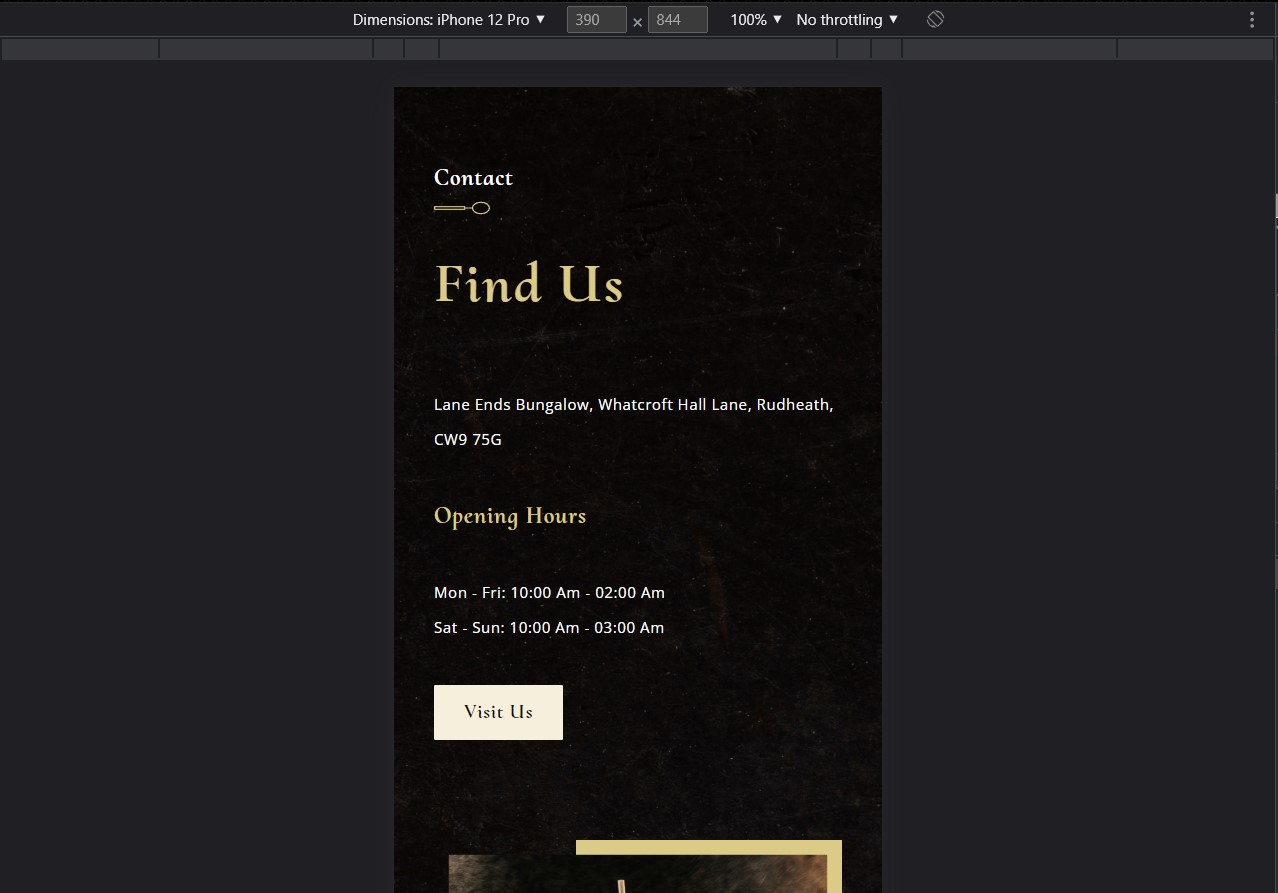 Dimensions: iPhone 12 Pro ▼ 390 × 844 100% ▼ No throttling ▼
Contact
Find Us
Lane Ends Bungalow, Whatcroft Hall Lane, Rudheath,
CW9 75G
Opening Hours
Mon - Fri: 10:00 Am - 02:00 Am
Sat - Sun: 10:00 Am - 03:00 Am
Visit Us